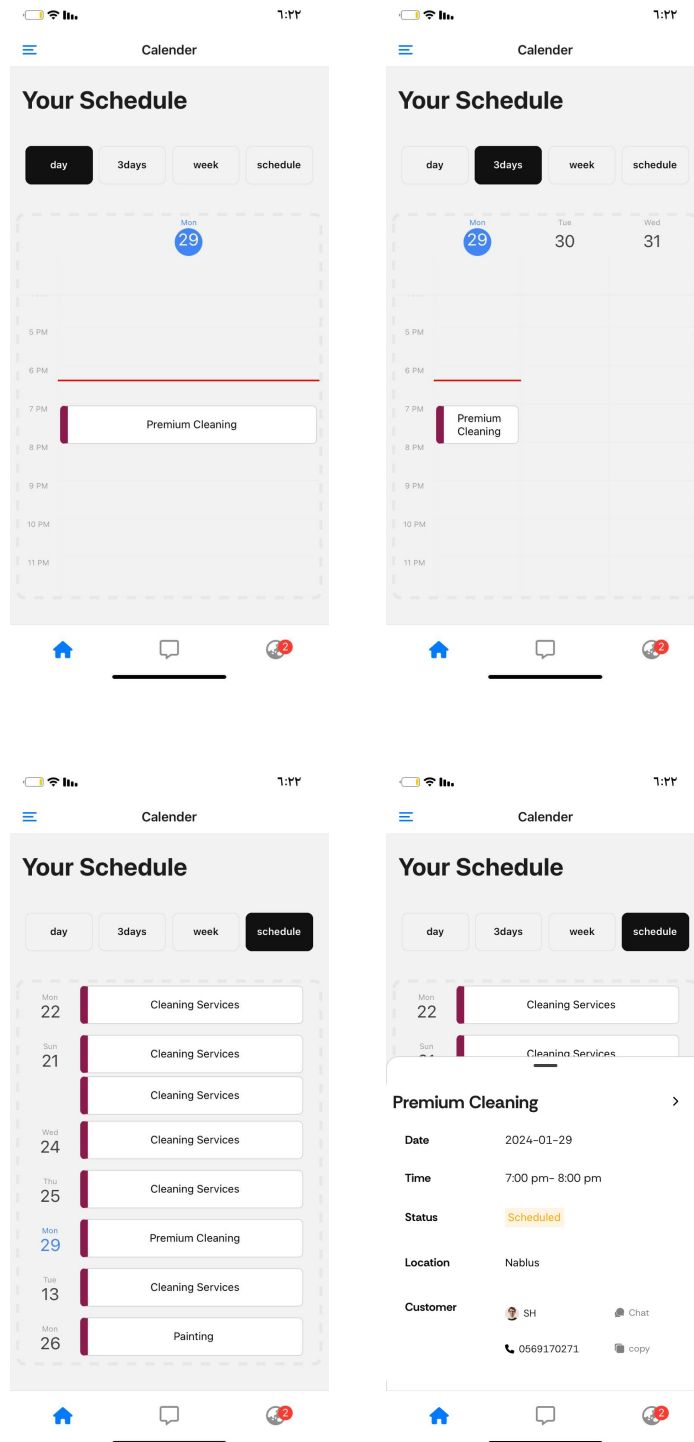 ٦:٢٢
Calender
Your Schedule
day 3days week schedule
Mon
29
5 PM
6 PM
7 PM
Premium Cleaning
8 PM
9 PM
10 PM
11 PM
2
٦:٢٢
Calender
Your Schedule
day 3days week schedule
Mon Tue Wed
29 30 31
5 PM
6 PM
7 PM
Premium
Cleaning
8 PM
9 PM
10 PM
11 PM
2
٦:٢٢
Calender
Your Schedule
day 3days week schedule
Mon
22 Cleaning Services
Sun
21 Cleaning Services
Cleaning Services
Wed
24 Cleaning Services
Thu
25 Cleaning Services
Mon
29 Premium Cleaning
Tue
13 Cleaning Services
Mon
26 Painting
2
٦:٢٢
Calender
Your Schedule
day 3days week schedule
Mon
22 Cleaning Services
Sun
21 Cleaning Services
Premium Cleaning
Date 2024-01-29
Time 7:00 pm- 8:00 pm
Status Scheduled
Location Nablus
Customer SH Chat
0569170271 copy
2